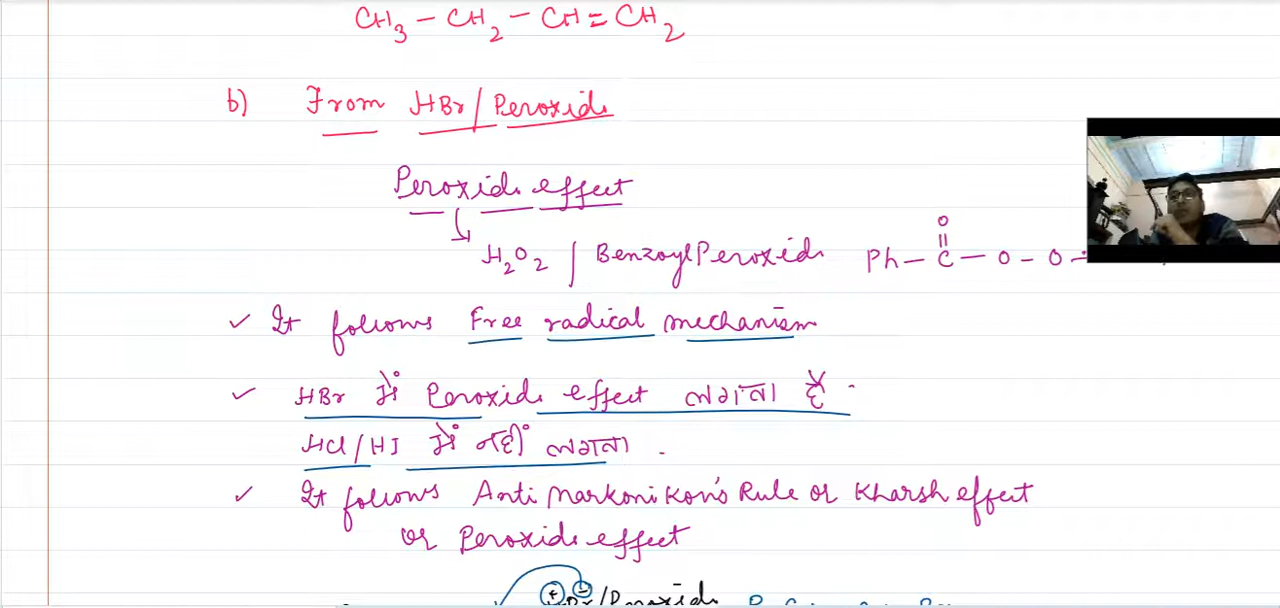 CH₃ - CH₂ - CH = CH₂
b) From HBr/Peroxide
Peroxide effect
H₂O₂ / Benzoyl Peroxide Ph - C - O - O -
O
✓ It follows Free radical mechanism
✓ HBr में Peroxide effect लगता है.
HCl/HI में नहीं लगता.
✓ It follows Anti Markonikov's Rule or Kharsh effect
or Peroxide effect
/Peroxide